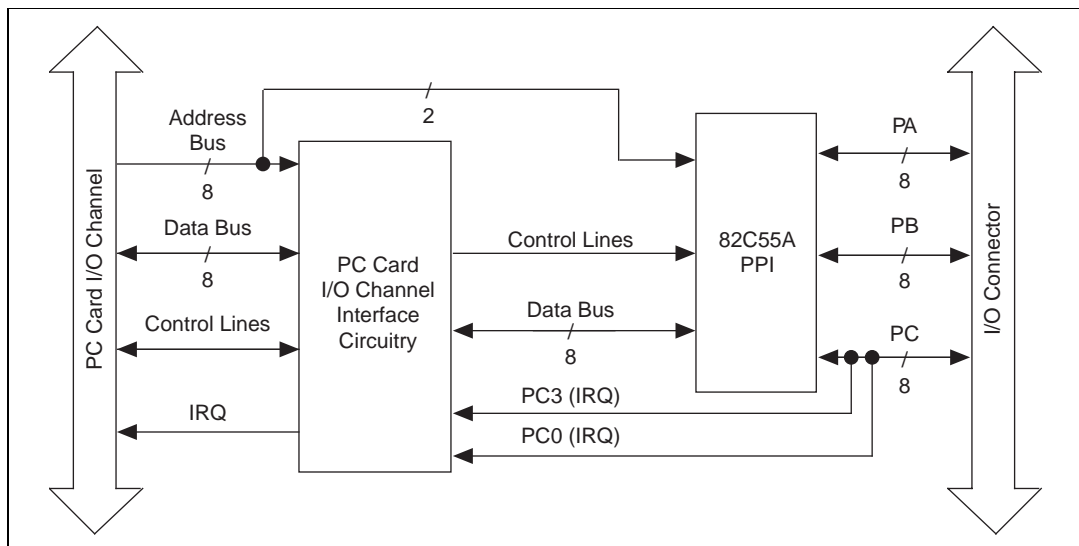 PC Card I/O Channel
Address
Bus
8
2
Data Bus
8
Control Lines
IRQ
PC Card
I/O Channel
Interface
Circuitry
Control Lines
Data Bus
8
PC3 (IRQ)
PC0 (IRQ)
82C55A
PPI
PA
8
PB
8
PC
8
I/O Connector